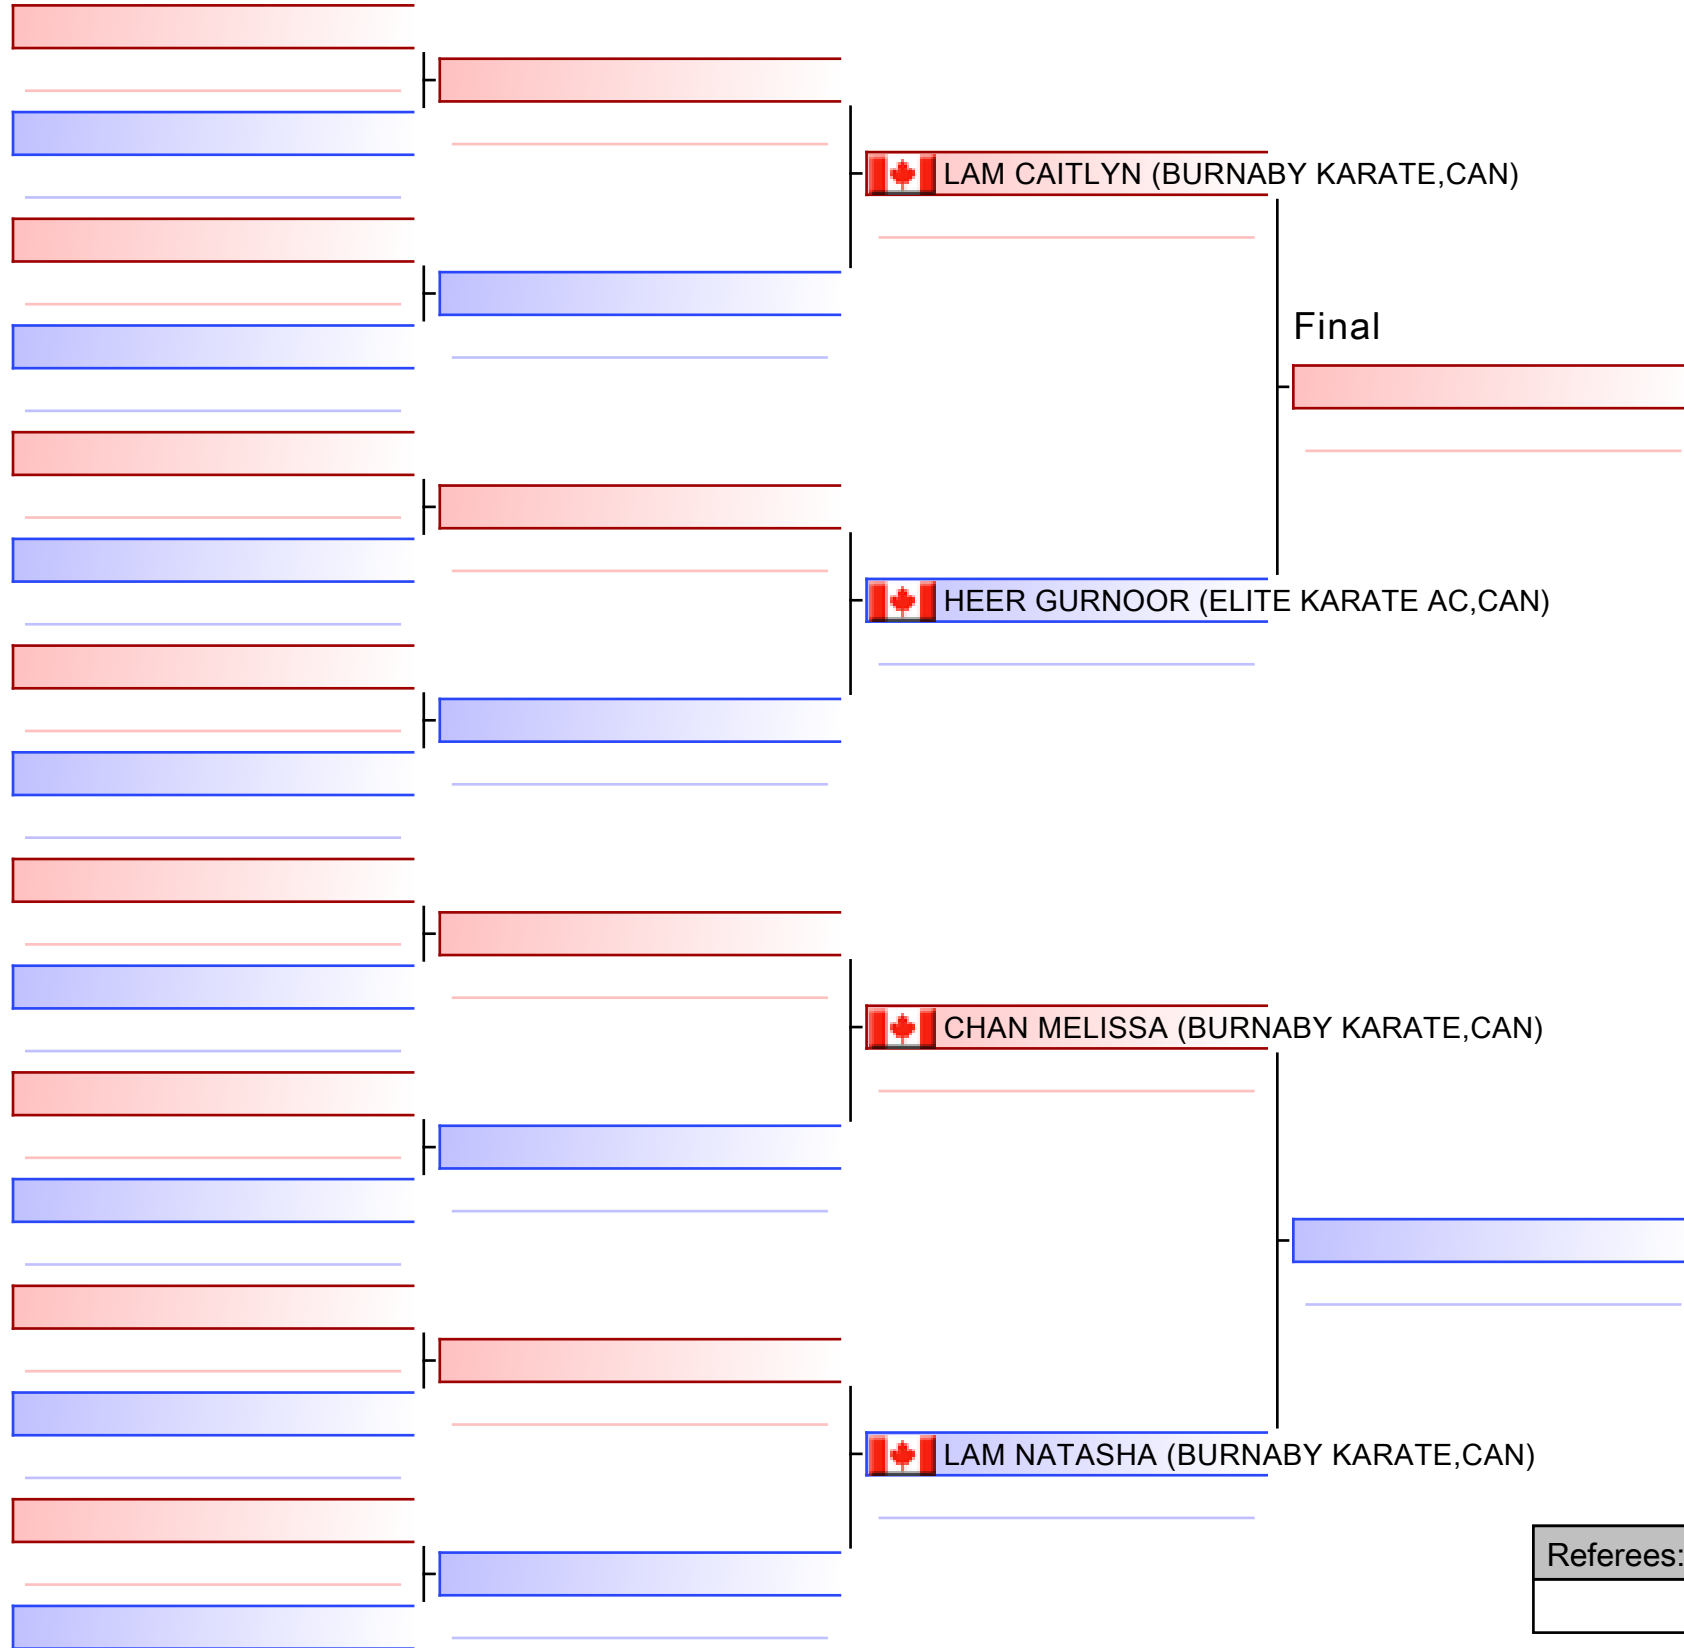 LAM CAITLYN (BURNABY KARATE,CAN)
Final
HEER GURNOOR (ELITE KARATE AC,CAN)
CHAN MELISSA (BURNABY KARATE,CAN)
LAM NATASHA (BURNABY KARATE,CAN)
Referees: